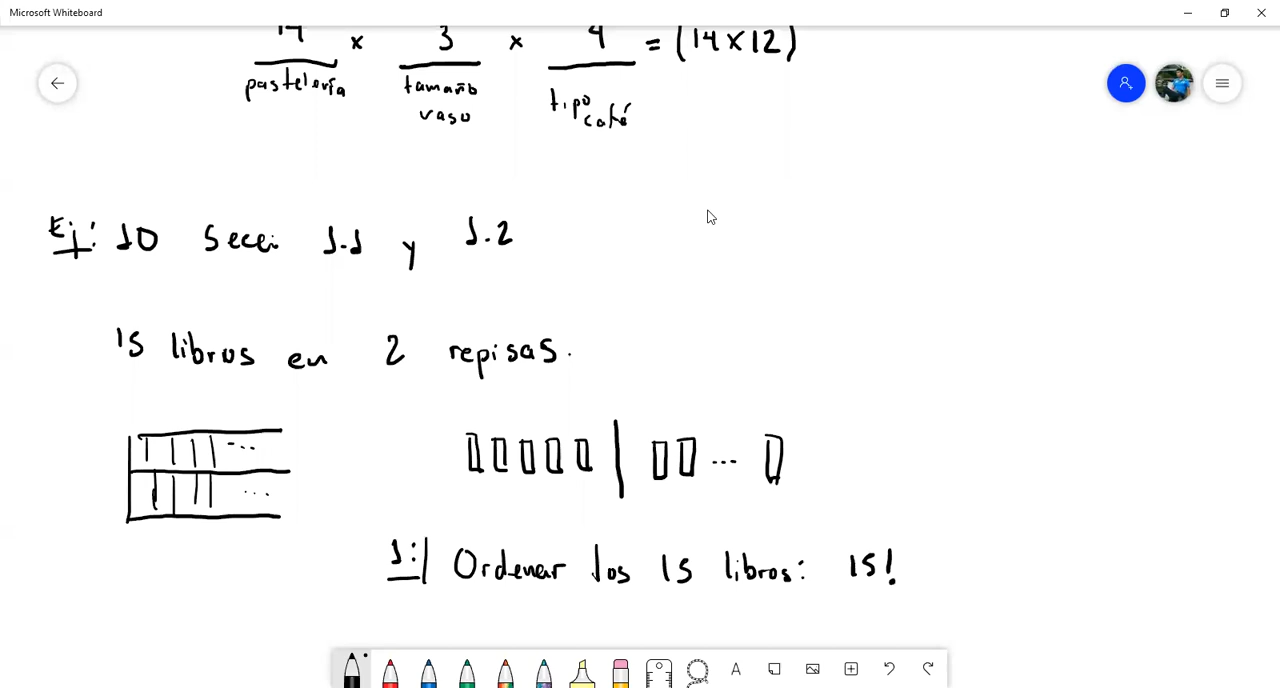 Microsoft Whiteboard
14 x 3 x 4 = (14 x 12)
pastelería tamaño vaso tipo café
Ej: 10 Secci 1.1 y 1.2
15 libros en 2 repisas.
...
...
...
1: Ordenar los 15 libros: 15!
A